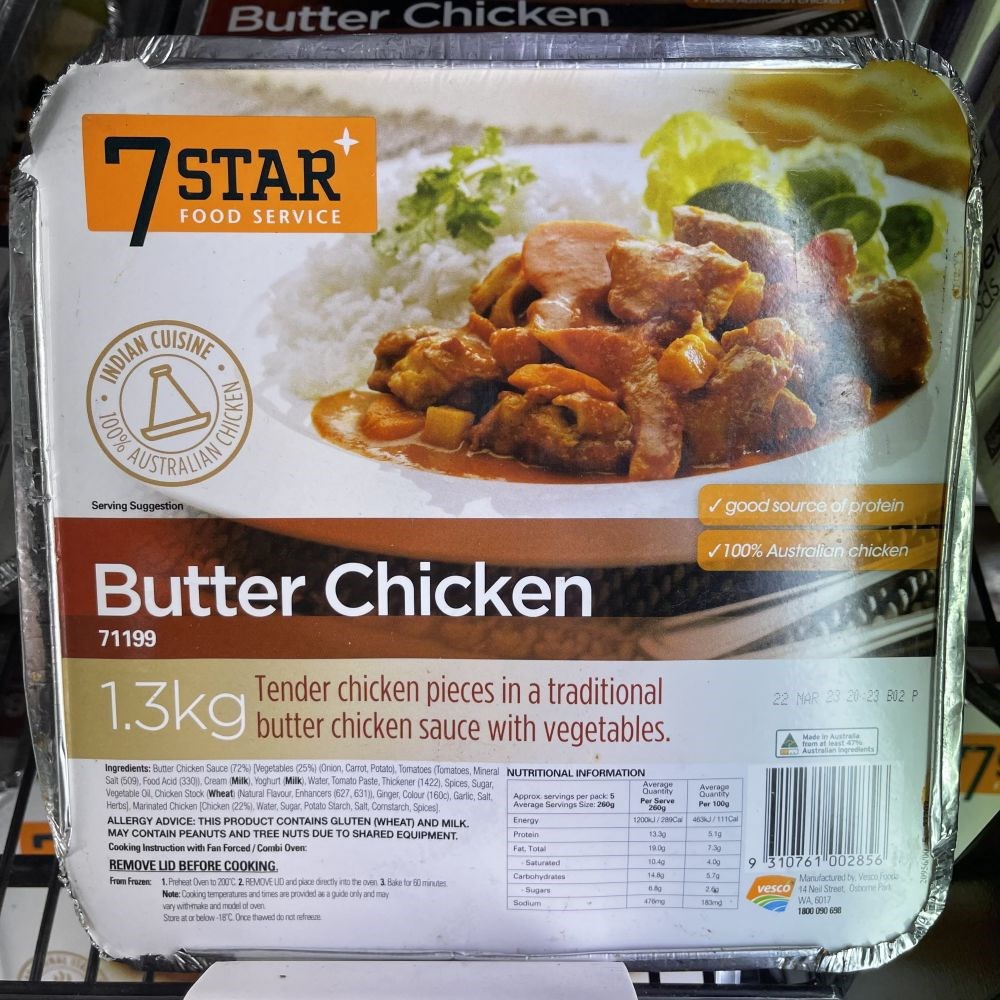 Butter Chicken
7 STAR
FOOD SERVICE
INDIAN CUISINE
100% AUSTRALIAN CHICKEN
Serving Suggestion
✓ good source of protein
✓ 100% Australian chicken
Butter Chicken
71199
1.3kg
Tender chicken pieces in a traditional
butter chicken sauce with vegetables.
22 MAR 23 20:23 B02 P
Made in Australia
from at least 47%
Australian ingredients
Ingredients: Butter Chicken Sauce (72%) [Vegetables (25%) (Onion, Carrot, Potato), Tomatoes (Tomatoes, Mineral
Salt (509), Food Acid (330)), Cream (Milk), Yoghurt (Milk), Water, Tomato Paste, Thickener (1422), Spices, Sugar,
Vegetable Oil, Chicken Stock (Wheat) (Natural Flavour, Enhancers (627, 631)), Ginger, Colour (160c), Garlic, Salt,
Herbs], Marinated Chicken [Chicken (22%), Water, Sugar, Potato Starch, Salt, Cornstarch, Spices].
ALLERGY ADVICE: THIS PRODUCT CONTAINS GLUTEN (WHEAT) AND MILK.
MAY CONTAIN PEANUTS AND TREE NUTS DUE TO SHARED EQUIPMENT.
Cooking Instruction with Fan Forced / Combi Oven:
REMOVE LID BEFORE COOKING.
From Frozen: 1. Preheat Oven to 200°C 2. REMOVE LID and place directly into the oven. 3. Bake for 60 minutes.
Note: Cooking temperatures and times are provided as a guide only and may
vary with make and model of oven.
Store at or below -18°C. Once thawed do not refreeze.
NUTRITIONAL INFORMATION
Approx. servings per pack: 5
Average Servings Size: 260g
Average Quantity Per Serve 260g
Average Quantity Per 100g
Energy 1200kJ / 289Cal 463kJ / 111Cal
Protein 13.3g 5.1g
Fat, Total 19.0g 7.3g
- Saturated 10.4g 4.0g
Carbohydrates 14.8g 5.7g
- Sugars 6.8g 2.6g
Sodium 476mg 183mg
9 310761 002856
vesco
Manufactured by, Vesco Foods
14 Neil Street, Osborne Park
WA, 6017
1800 090 698